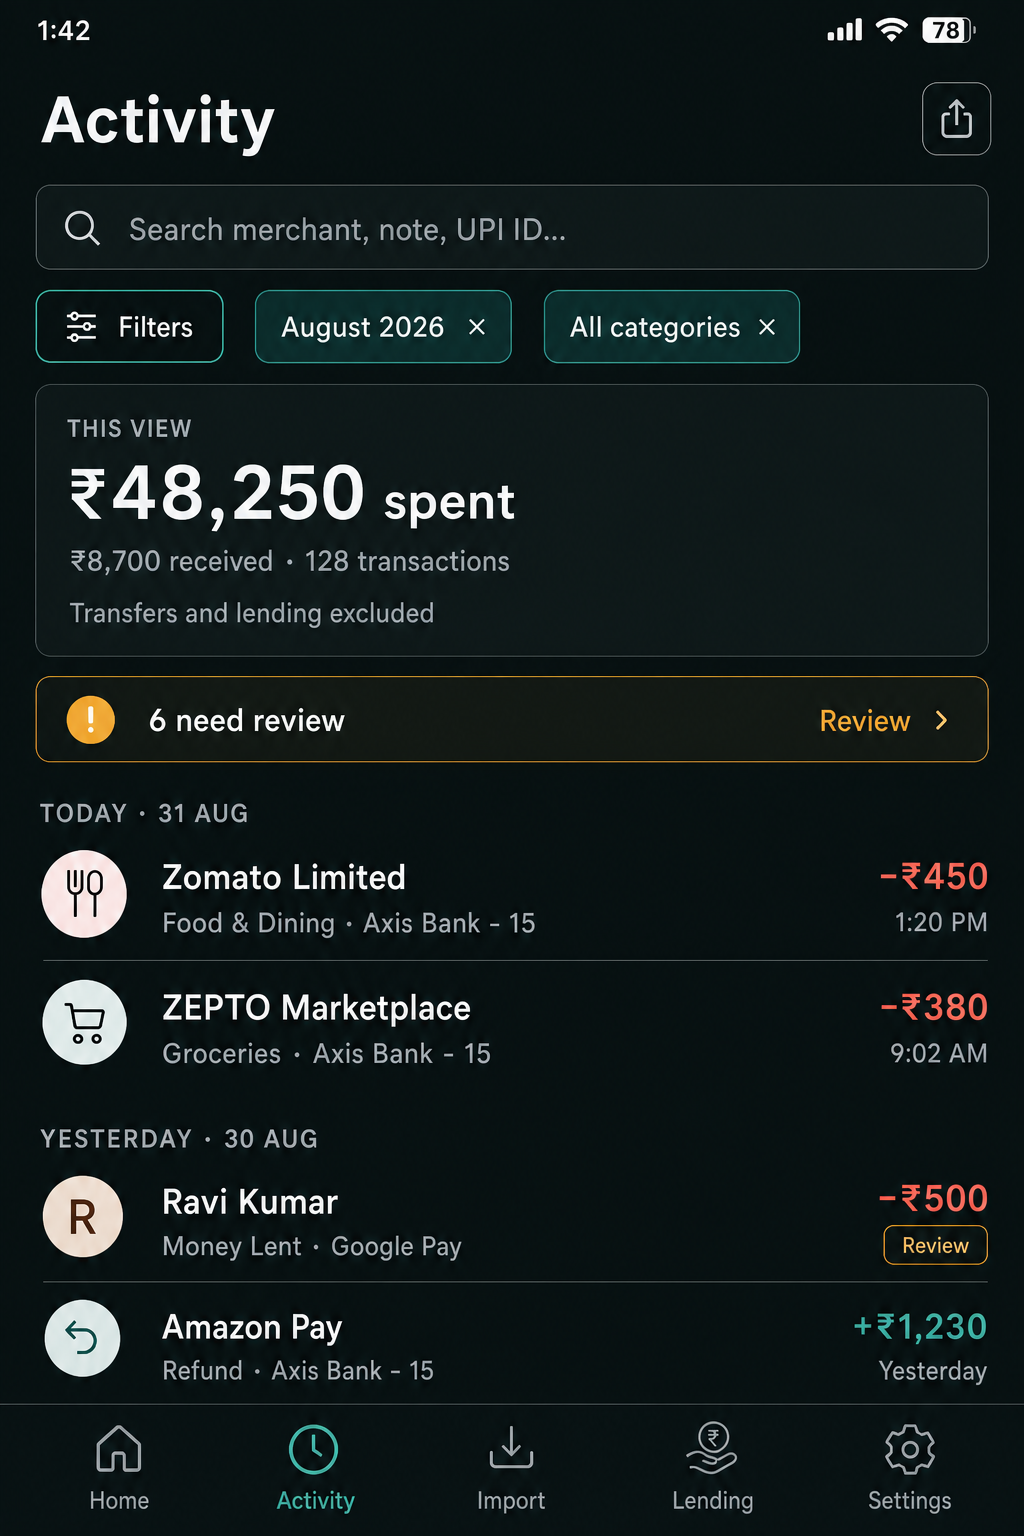 1:42
78
Activity
Search merchant, note, UPI ID...
Filters
August 2026 ×
All categories ×
THIS VIEW
₹48,250 spent
₹8,700 received · 128 transactions
Transfers and lending excluded
! 6 need review
Review >
TODAY · 31 AUG
Zomato Limited
−₹450
Food & Dining · Axis Bank - 15
1:20 PM
ZEPTO Marketplace
−₹380
Groceries · Axis Bank - 15
9:02 AM
YESTERDAY · 30 AUG
R
Ravi Kumar
−₹500
Money Lent · Google Pay
Review
Amazon Pay
+₹1,230
Refund · Axis Bank - 15
Yesterday
₹
Home
Activity
Import
Lending
Settings